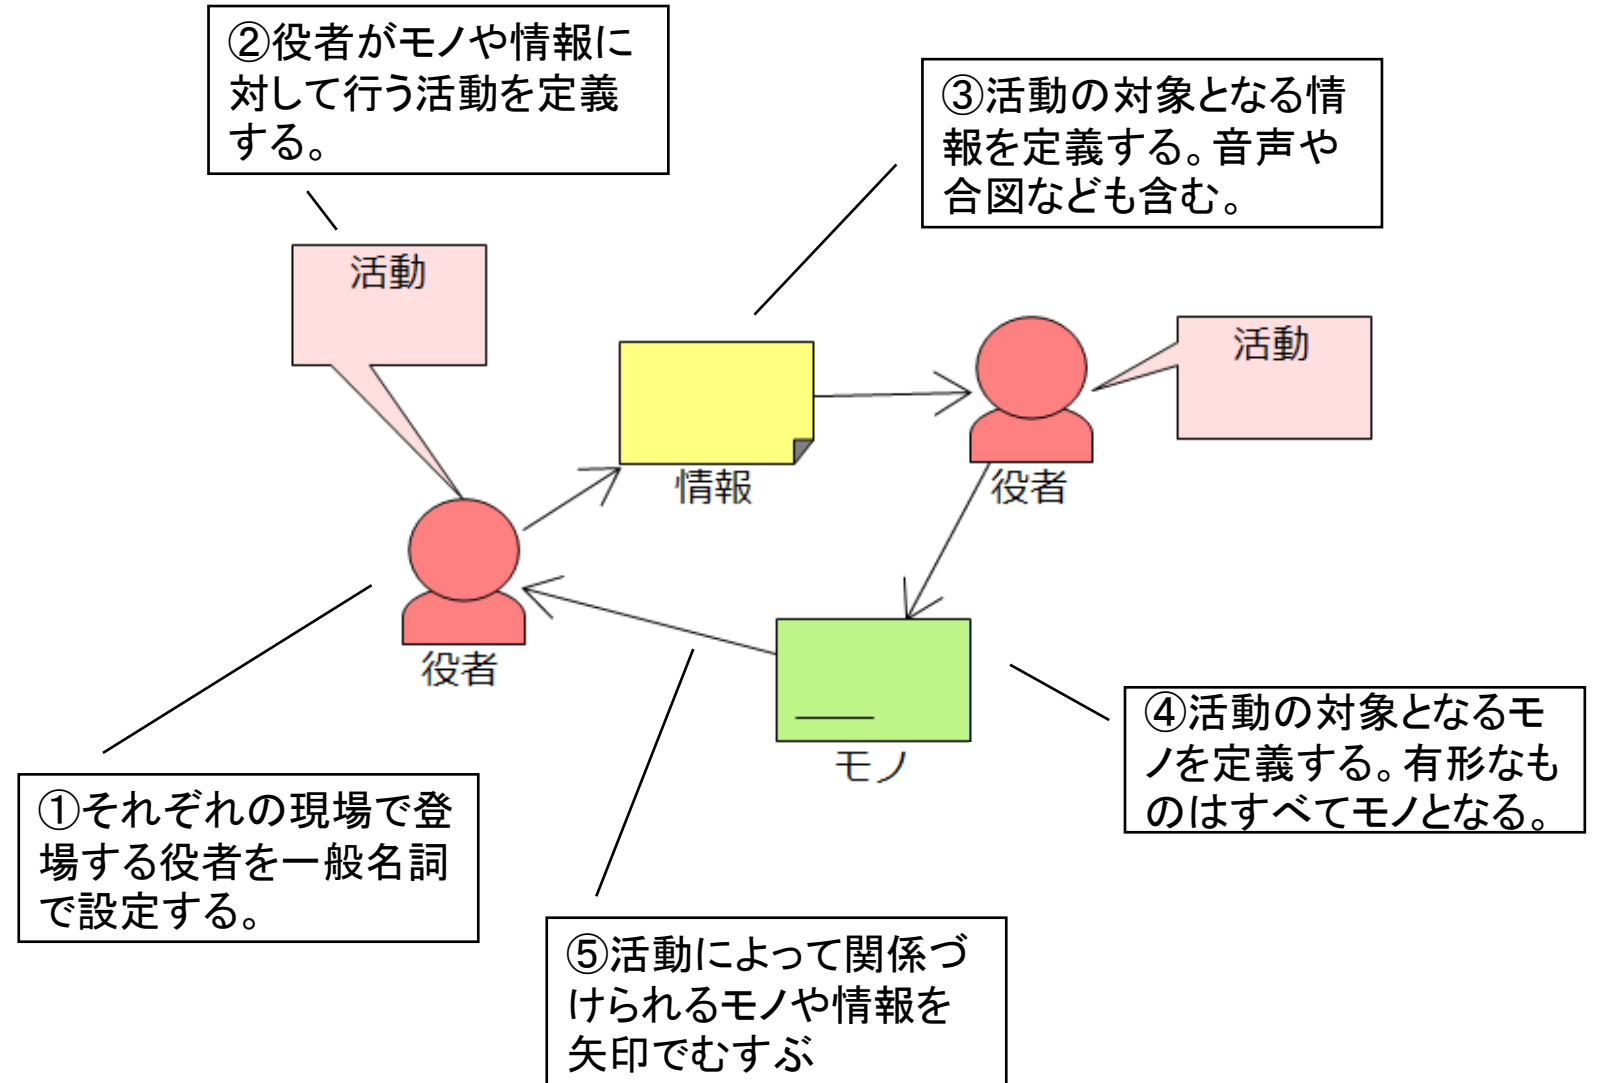 ②役者がモノや情報に
対して行う活動を定義
する。
③活動の対象となる情
報を定義する。音声や
合図なども含む。
活動
活動
情報
役者
役者
モノ
④活動の対象となるモ
ノを定義する。有形なも
のはすべてモノとなる。
①それぞれの現場で登
場する役者を一般名詞
で設定する。
⑤活動によって関係づ
けられるモノや情報を
矢印でむすぶ